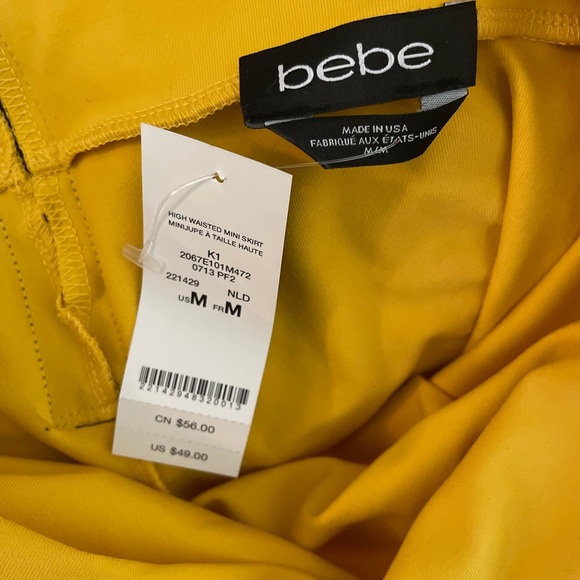 bebe
MADE IN USA
FABRIQUÉ AUX ÉTATS-UNIS
M/M
HIGH WAISTED MINI SKIRT
MINIJUPE À TAILLE HAUTE
K1
2067E101M472
0713 PF2
221429 NLD
US M FR M
22142948320013
CN $56.00
US $49.00